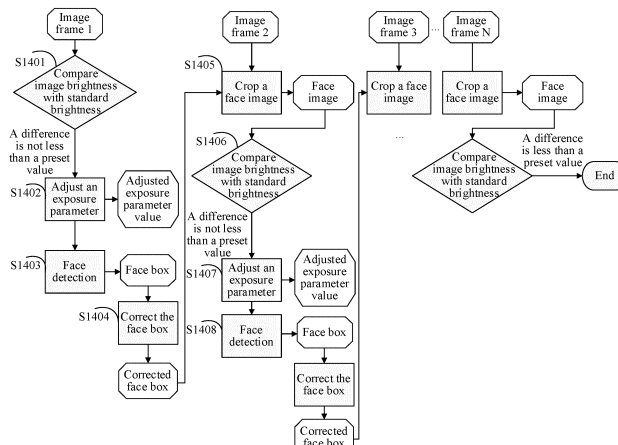 Image
frame 1
S1401
Compare
image brightness
with standard
brightness
A difference
is not less
than a preset
value
S1402
Adjust an
exposure
parameter
Adjusted
exposure
parameter
value
S1403
Face
detection
Face box
S1404
Correct the
face box
Corrected
face box
Image
frame 2
S1405
Crop a
face image
Face
image
S1406
Compare
image brightness
with standard
brightness
A difference
is not less than
a preset value
S1407
Adjust an
exposure
parameter
Adjusted
exposure
parameter
value
S1408
Face
detection
Face box
Correct the
face box
Corrected
face box
Image
frame 3
...
Image
frame N
Crop a
face image
...
Crop a
face image
Face
image
Compare
image brightness
with standard
brightness
A difference
is less than a
preset value
End